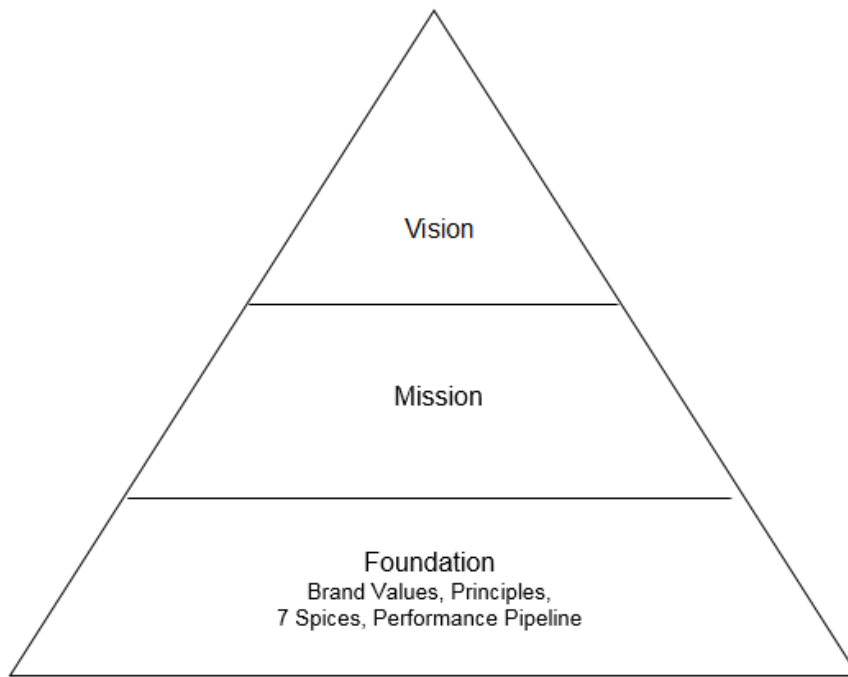 Vision
Mission
Foundation
Brand Values, Principles,
7 Spices, Performance Pipeline